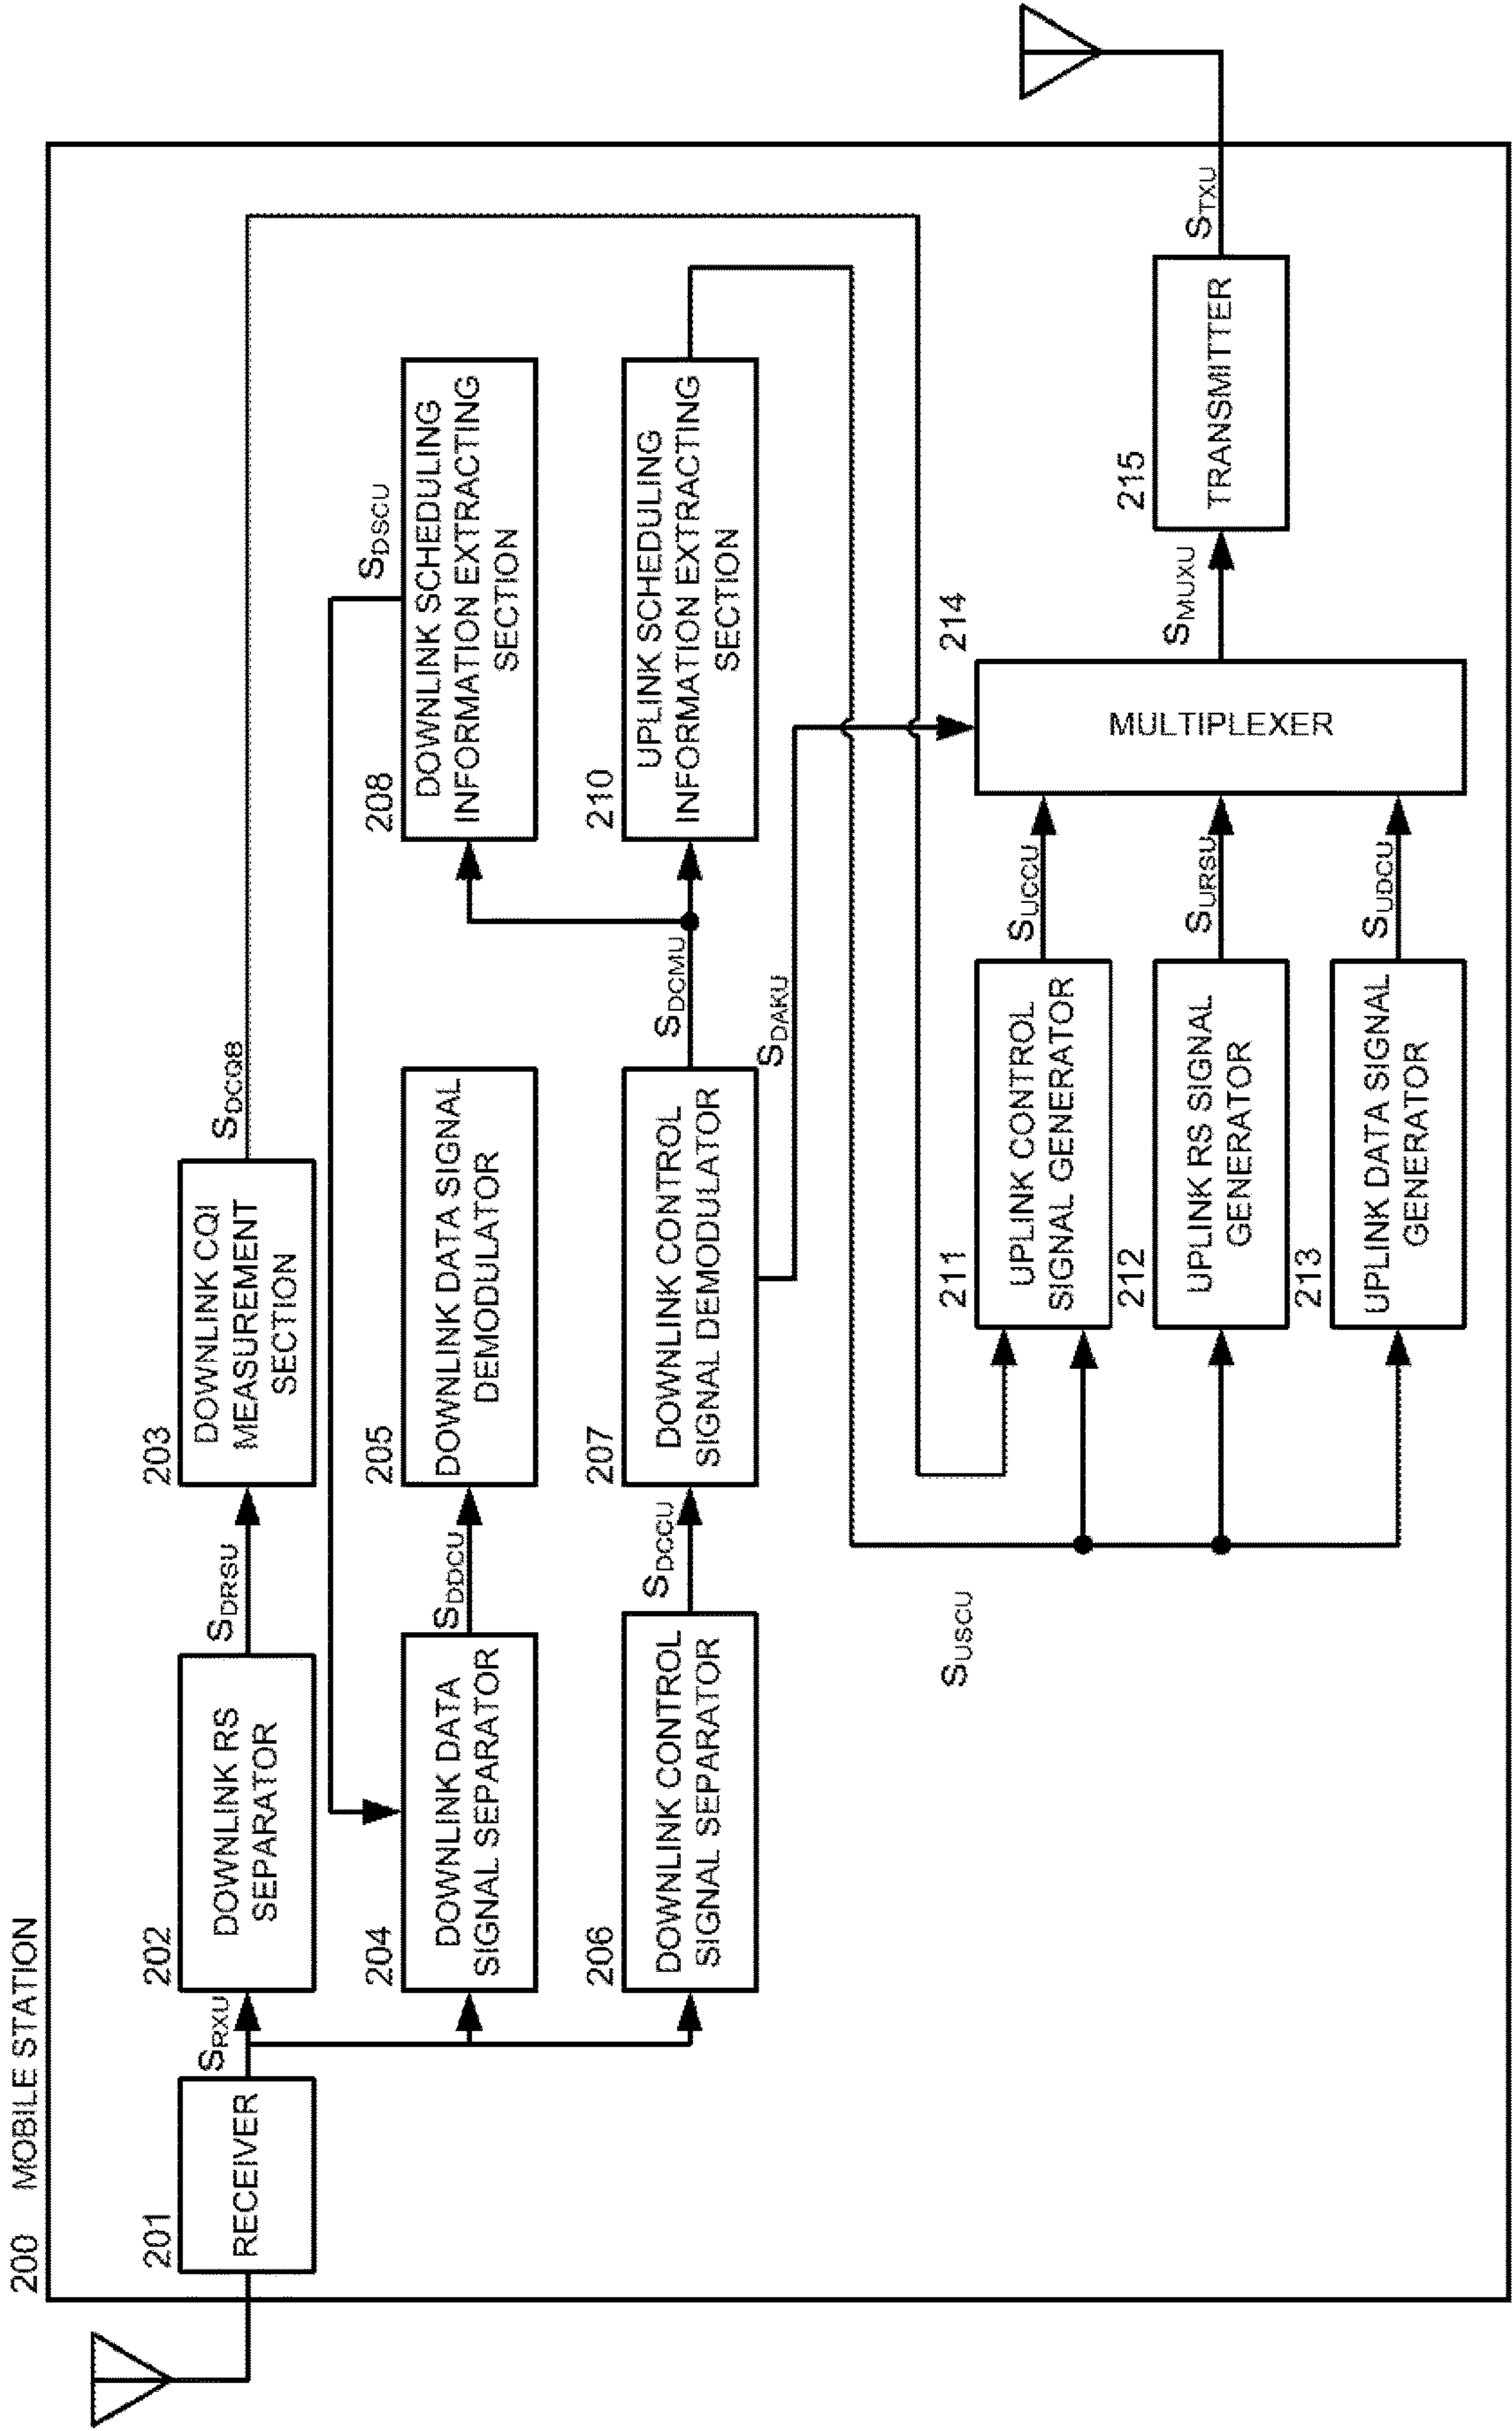 200 MOBILE STATION
201
RECEIVER
SRXU
202
DOWNLINK RS
SEPARATOR
SDRSU
203
DOWNLINK CQI
MEASUREMENT
SECTION
SDCQB
204
DOWNLINK DATA
SIGNAL SEPARATOR
SDDCU
205
DOWNLINK DATA SIGNAL
DEMODULATOR
SDSCU
208
DOWNLINK SCHEDULING
INFORMATION EXTRACTING
SECTION
206
DOWNLINK CONTROL
SIGNAL SEPARATOR
SDCCU
207
DOWNLINK CONTROL
SIGNAL DEMODULATOR
SDCMU
SDAKU
210
UPLINK SCHEDULING
INFORMATION EXTRACTING
SECTION
SUSCU
211
UPLINK CONTROL
SIGNAL GENERATOR
SUCCU
212
UPLINK RS SIGNAL
GENERATOR
SURSU
213
UPLINK DATA SIGNAL
GENERATOR
SUDCU
214
MULTIPLEXER
SMUXU
215
TRANSMITTER
STXU